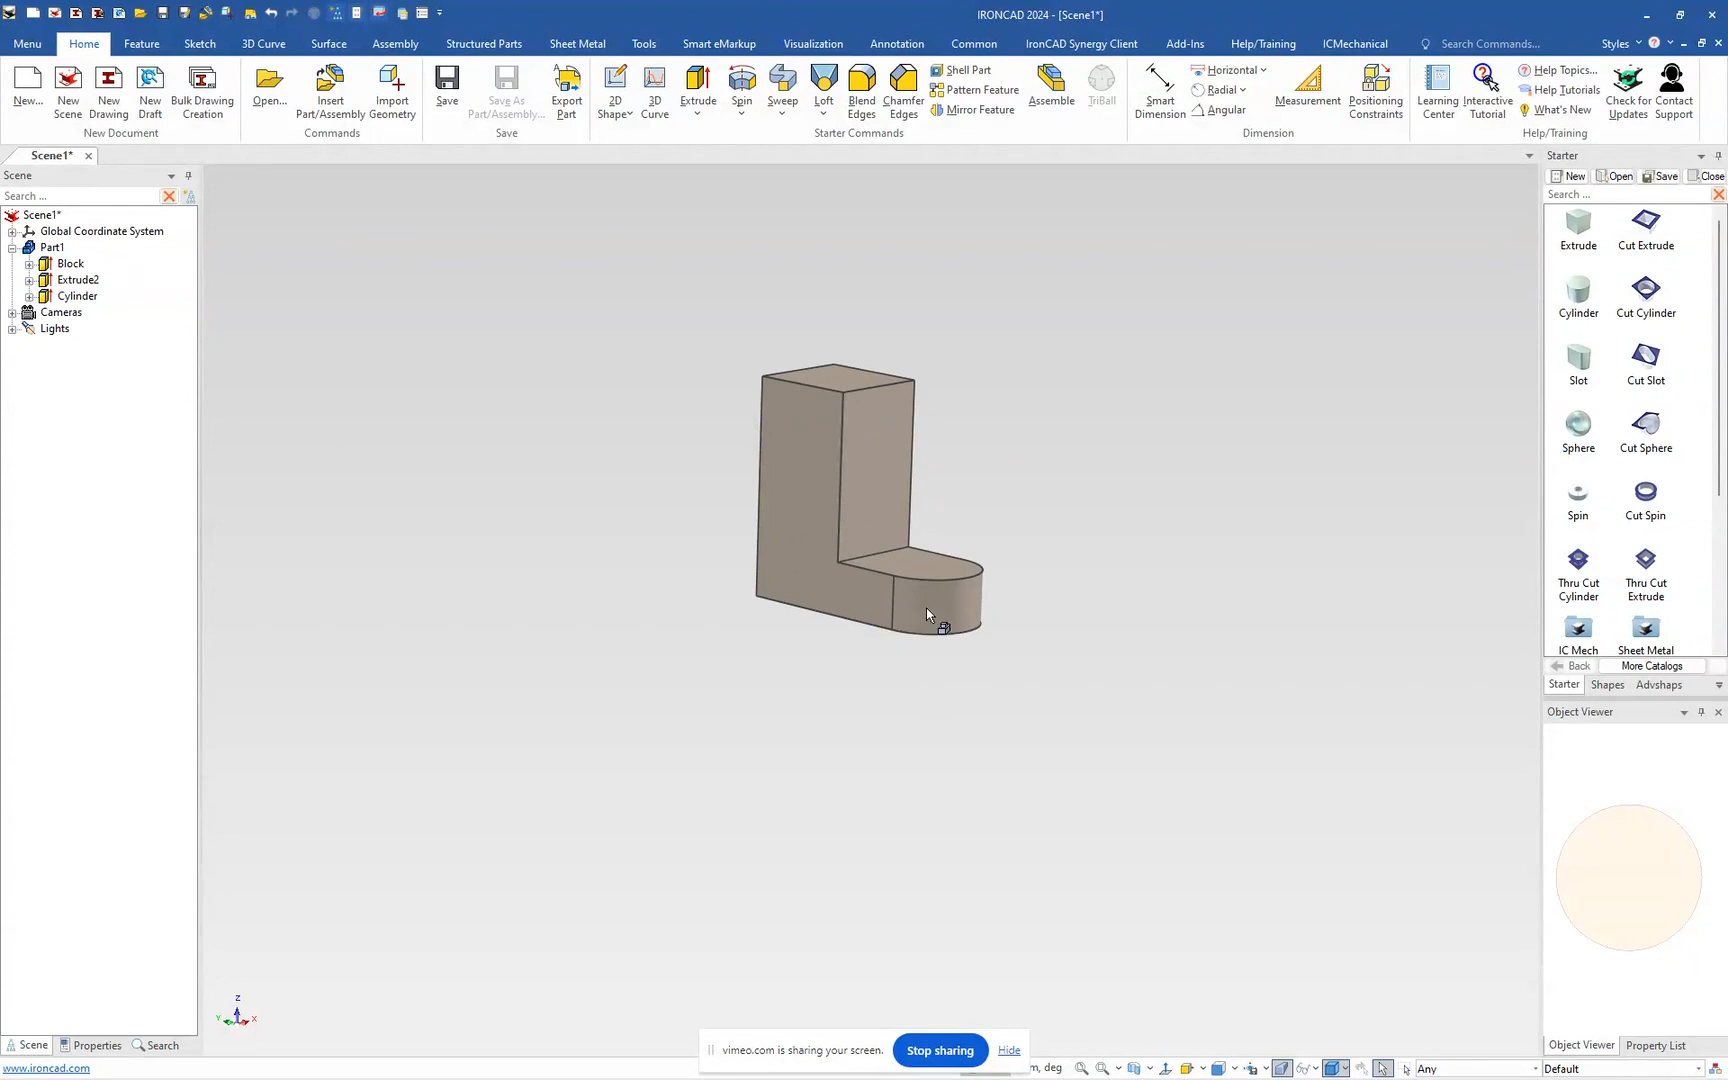 IRONCAD 2024 - [Scene1*]
Menu Home Feature Sketch 3D Curve Surface Assembly Structured Parts Sheet Metal Tools Smart eMarkup Visualization Annotation Common IronCAD Synergy Client Add-Ins Help/Training ICMechanical Search Commands... Styles
New... New Scene New Drawing New Draft Bulk Drawing Creation
New Document
Open... Insert Part/Assembly Import Geometry
Commands
Save Save As Part/Assembly... Export Part
Save
2D Shape 3D Curve Extrude Spin Sweep Loft Blend Edges Chamfer Edges
Shell Part
Pattern Feature
Mirror Feature
Assemble TriBall
Starter Commands
Smart Dimension
Horizontal
Radial
Angular
Measurement Positioning Constraints
Dimension
Learning Center Interactive Tutorial
Help Topics...
Help Tutorials
What's New
Check for Updates Contact Support
Help/Training
Scene1*
Scene
Search ...
Scene1*
Global Coordinate System
Part1
Block
Extrude2
Cylinder
Cameras
Lights
Starter
New Open Save Close
Search ...
Extrude Cut Extrude
Cylinder Cut Cylinder
Slot Cut Slot
Sphere Cut Sphere
Spin Cut Spin
Thru Cut Cylinder Thru Cut Extrude
IC Mech Sheet Metal
Back More Catalogs
Starter Shapes Advshaps
Object Viewer
Z
Y X
Scene Properties Search
vimeo.com is sharing your screen. Stop sharing Hide
Object Viewer Property List
www.ironcad.com
m, deg Any Default